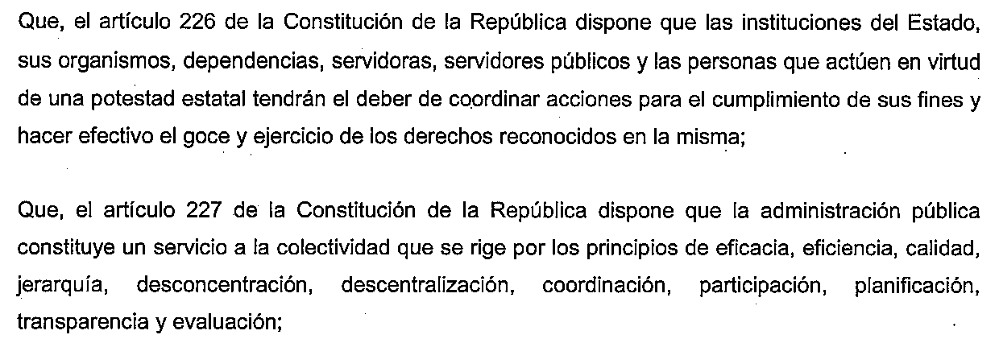 Que, el artículo 226 de la Constitución de la República dispone que las instituciones del Estado,
sus organismos, dependencias, servidoras, servidores públicos y las personas que actúen en virtud
de una potestad estatal tendrán el deber de coordinar acciones para el cumplimiento de sus fines y
hacer efectivo el goce y ejercicio de los derechos reconocidos en la misma;
Que, el artículo 227 de la Constitución de la República dispone que la administración pública
constituye un servicio a la colectividad que se rige por los principios de eficacia, eficiencia, calidad,
jerarquía, desconcentración, descentralización, coordinación, participación, planificación,
transparencia y evaluación;